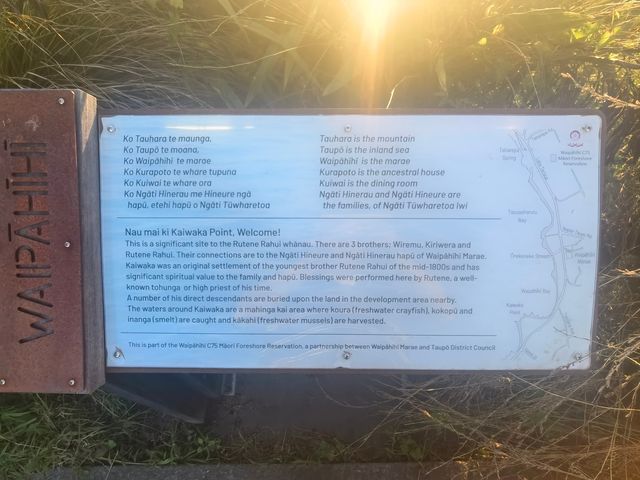 WAIPĀHĪHĪ
Ko Tauhara te maunga,
Ko Taupō te moana,
Ko Waipāhīhī te marae
Ko Kurapoto te whare tupuna
Ko Kuiwai te whare ora
Ko Ngāti Hinerau me Hineure ngā
hapū, etehi hapū o Ngāti Tūwharetoa
Tauhara is the mountain
Taupō is the inland sea
Waipāhīhī is the marae
Kurapoto is the ancestral house
Kuiwai is the dining room
Ngāti Hinerau and Ngāti Hineure are
the families, of Ngāti Tūwharetoa iwi
Nau mai ki Kaiwaka Point, Welcome!
This is a significant site to the Rutene Rahui whānau. There are 3 brothers; Wiremu, Kiriwera and
Rutene Rahui. Their connections are to the Ngāti Hineure and Ngāti Hinerau hapū of Waipāhīhī Marae.
Kaiwaka was an original settlement of the youngest brother Rutene Rahui of the mid-1800s and has
significant spiritual value to the family and hapū. Blessings were performed here by Rutene, a well-
known tohunga or high priest of his time.
A number of his direct descendants are buried upon the land in the development area nearby.
The waters around Kaiwaka are a mahinga kai area where koura (freshwater crayfish), kokopū and
inanga (smelt) are caught and kākahi (freshwater mussels) are harvested.
This is part of the Waipāhīhī C75 Māori Foreshore Reservation, a partnership between Waipāhīhī Marae and Taupō District Council
Waipāhīhī C75
Māori Foreshore
Reservation
Spring
Bay
Waipāhīhī
Marae
Waipāhīhī Bay
Kaiwaka
Point